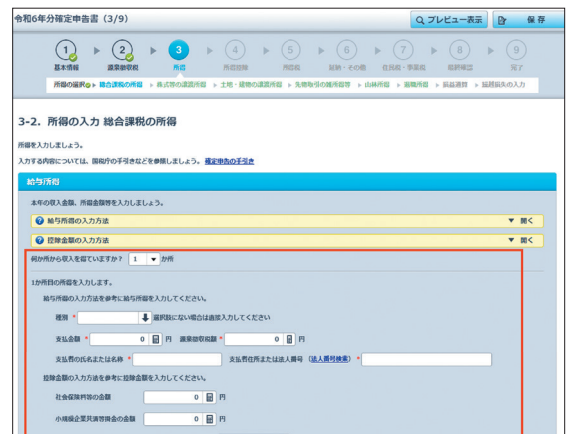 令和6年分確定申告書（3/9）
プレビュー表示 保存
1 2 3 4 5 6 7 8 9
基本情報 源泉徴収税 所得 所得控除 所得税 予納・その他 住民税・事業税 最終確認 完了
所得の選択 ▶ 総合課税の所得 ▶ 株式等の譲渡所得 ▶ 土地・建物の譲渡所得 ▶ 先物取引の雑所得等 ▶ 山林所得 ▶ 退職所得 ▶ 損益通算 ▶ 繰越損失の入力
3-2．所得の入力 総合課税の所得
所得を入力しましょう。
入力する内容については、国税庁の手引きなどを参照しましょう。 確定申告の手引き
給与所得
本年の収入金額、所得金額等を入力しましょう。
? 給与所得の入力方法 ▼ 開く
? 控除金額の入力方法 ▼ 開く
何か所から収入を得ていますか？ 1 ▼ か所
1か所目の所得を入力します。
給与所得の入力方法を参考に給与所得を入力してください。
種別 * 選択肢にない場合は直接入力してください
支払金額 * 0 円 源泉徴収税額 * 0 円
支払者の氏名または名称 * 支払者住所または法人番号 （法人番号検索） *
控除金額の入力方法を参考に控除金額を入力してください。
社会保険料等の金額 0 円
小規模企業共済等掛金の金額 0 円